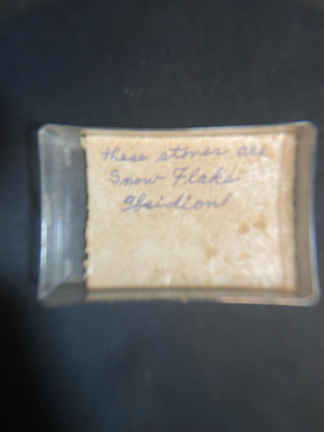 these stones are
Snow Flake
Obsidion!